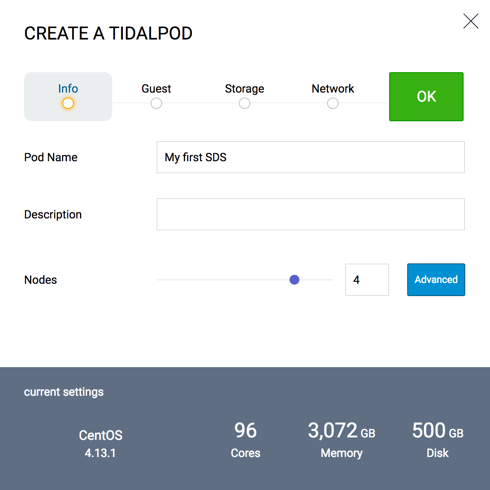 CREATE A TIDALPOD
Info Guest Storage Network OK
Pod Name My first SDS
Description
Nodes 4 Advanced
current settings
CentOS 96 3,072 GB 500 GB
4.13.1 Cores Memory Disk